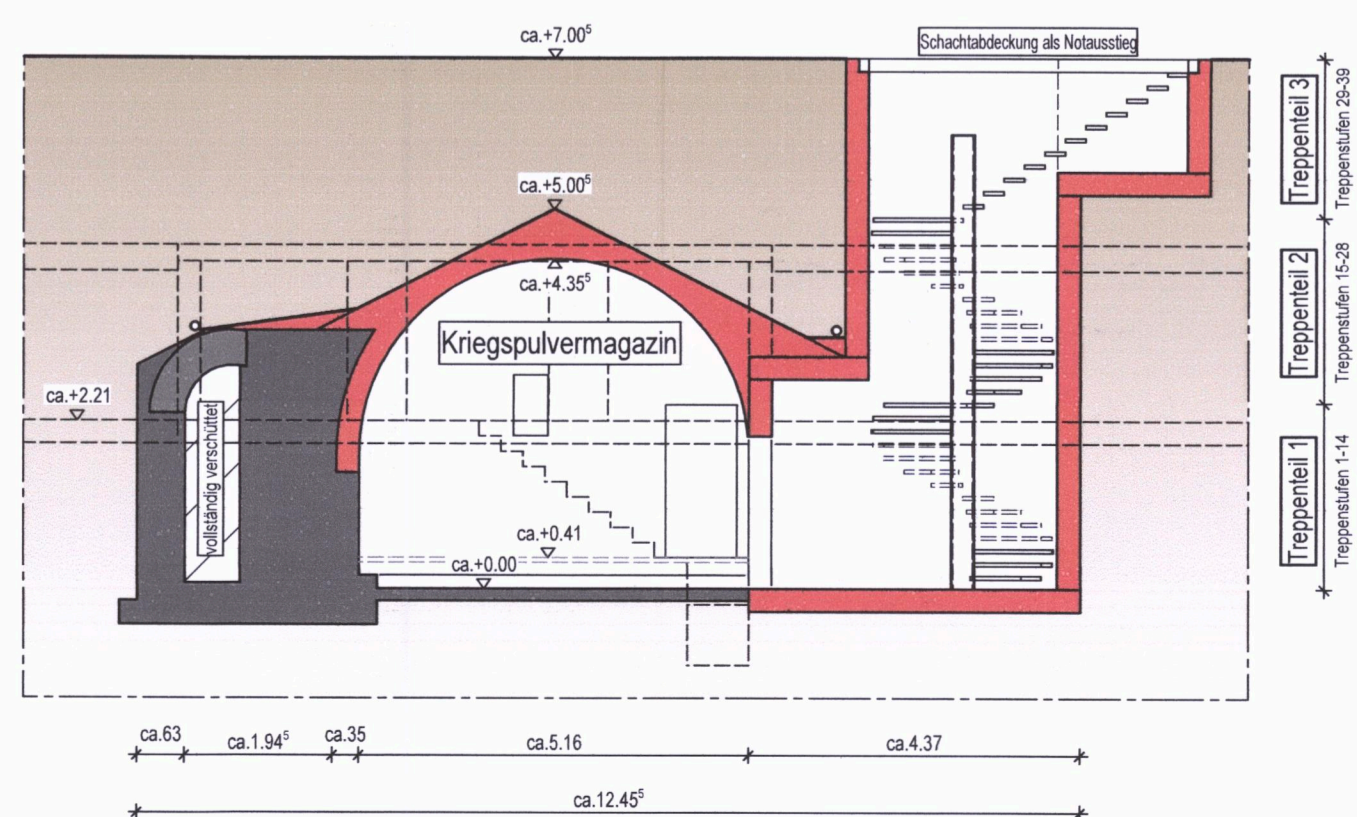 ca.+7.00⁵
Schachtabdeckung als Notausstieg
Treppenteil 3
Treppenstufen 29-39
ca.+5.00⁵
ca.+4.35⁵
Kriegspulvermagazin
Treppenteil 2
Treppenstufen 15-28
ca.+2.21
vollständig verschüttet
ca.+0.41
ca.+0.00
Treppenteil 1
Treppenstufen 1-14
ca.63
ca.1.94⁵
ca.35
ca.5.16
ca.4.37
ca.12.45⁵